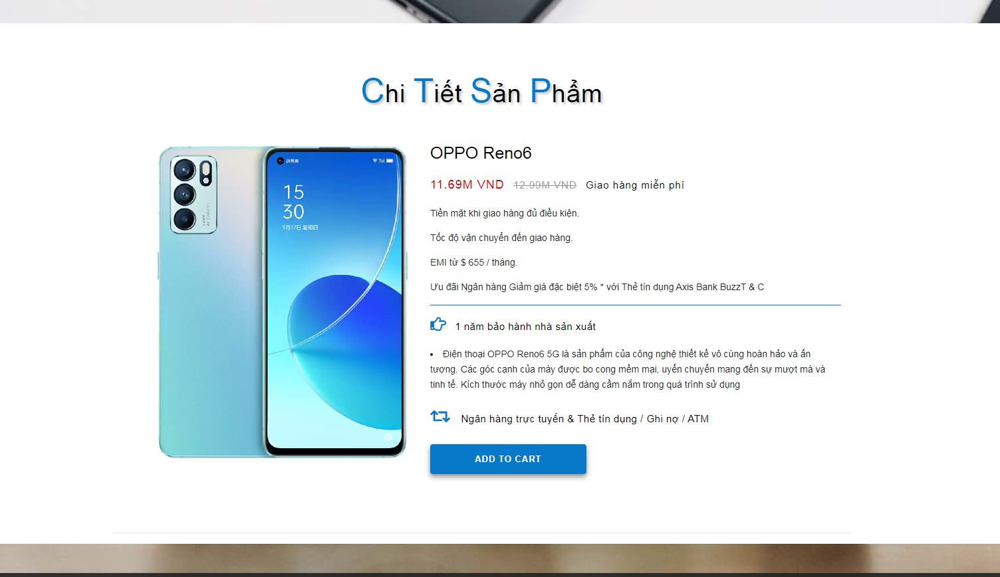 Chi Tiết Sản Phẩm
OPPO Reno6
11.69M VND 12.99M VND Giao hàng miễn phí
Tiền mặt khi giao hàng đủ điều kiện.
Tốc độ vận chuyển đến giao hàng.
EMI từ $ 655 / tháng.
Ưu đãi Ngân hàng Giảm giá đặc biệt 5% * với Thẻ tín dụng Axis Bank BuzzT & C
1 năm bảo hành nhà sản xuất
• Điện thoại OPPO Reno6 5G là sản phẩm của công nghệ thiết kế vô cùng hoàn hảo và ấn
tượng. Các góc cạnh của máy được bo cong mềm mại, uyển chuyển mang đến sự mượt mà và
tinh tế. Kích thước máy nhỏ gọn dễ dàng cầm nắm trong quá trình sử dụng
Ngân hàng trực tuyến & Thẻ tín dụng / Ghi nợ / ATM
ADD TO CART
15
30
5月27日 星期四
64MP
AI CAMERA